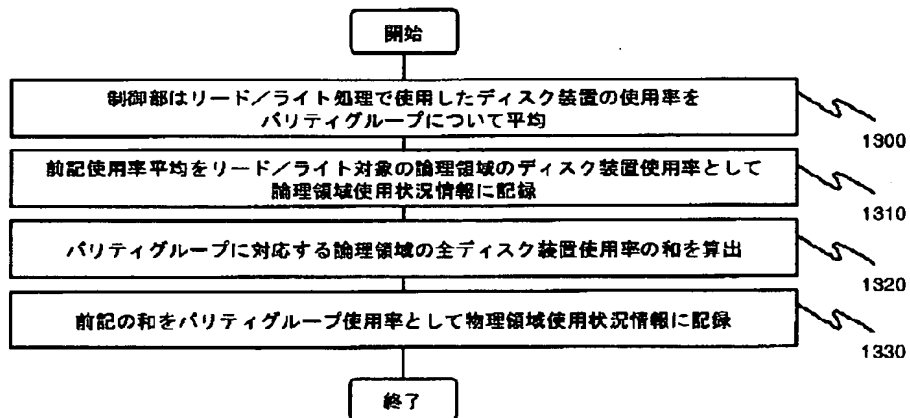 開始
制御部はリード／ライト処理で使用したディスク装置の使用率を
パリティグループについて平均
1300
前記使用率平均をリード／ライト対象の論理領域のディスク装置使用率として
論理領域使用状況情報に記録
1310
パリティグループに対応する論理領域の全ディスク装置使用率の和を算出
1320
前記の和をパリティグループ使用率として物理領域使用状況情報に記録
1330
終了